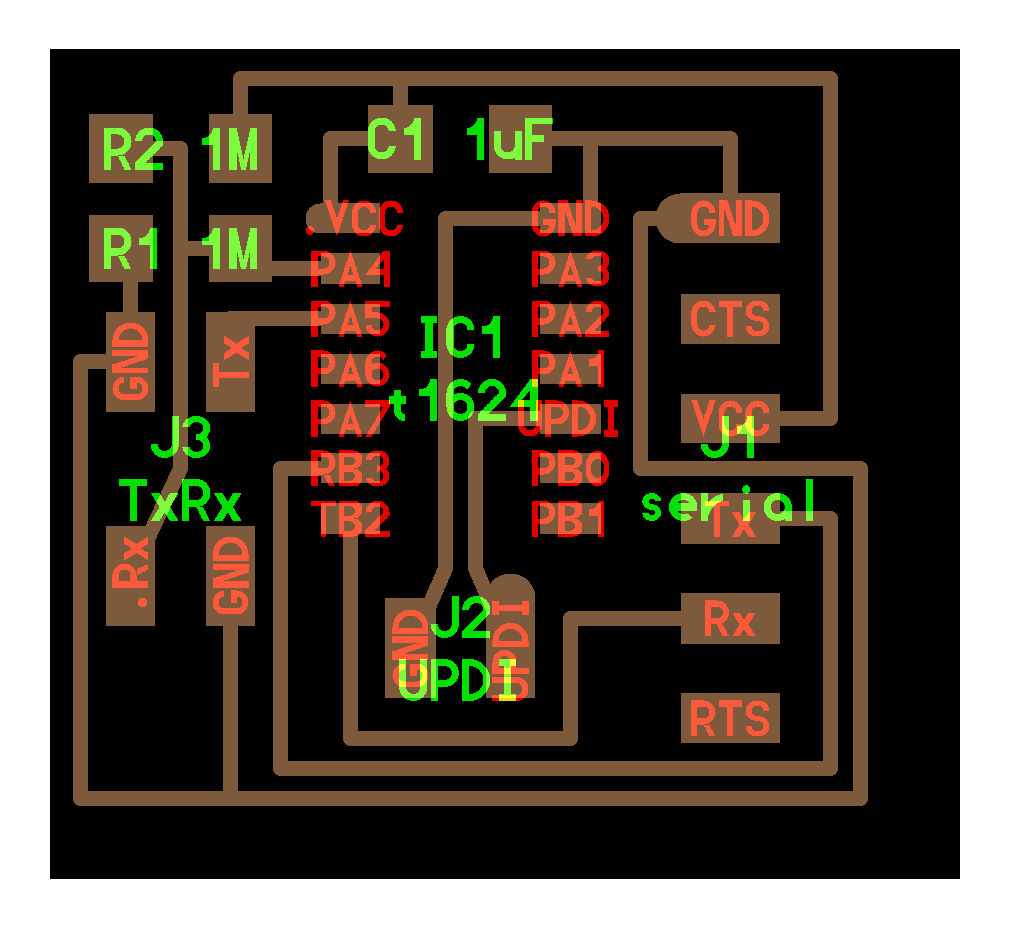 R2 1M
C1 1uF
R1 1M
.VCC
PA4
PA5
PA6
PA7
RB3
TB2
IC1
t1624
GND
PA3
PA2
PA1
UPDI
PB0
PB1
GND
CTS
VCC
Tx
Rx
RTS
J1
serial
GND
Tx
J3
TxRx
.Rx
GND
GND
UPDI
J2
UPDI